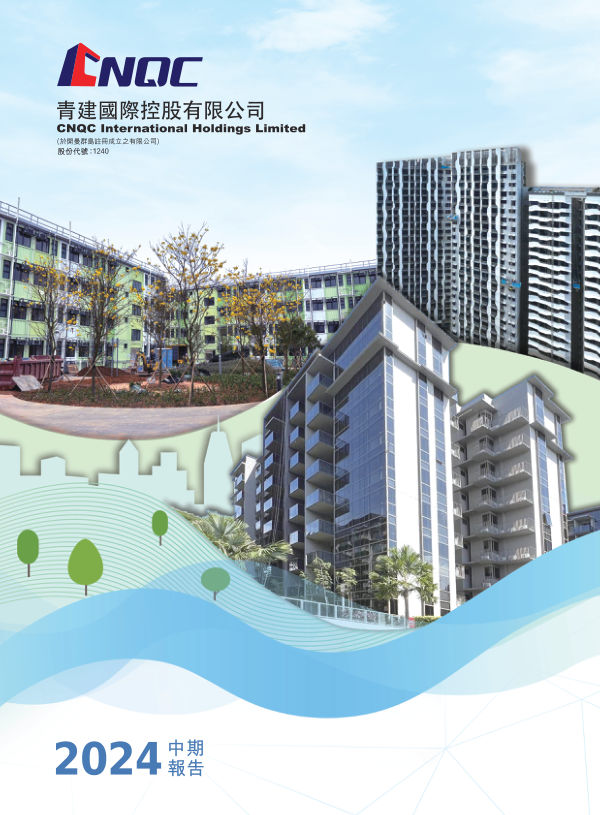 CNQC
青建國際控股有限公司
CNQC International Holdings Limited
(於開曼群島註冊成立之有限公司)
股份代號:1240
2024 中期
報告